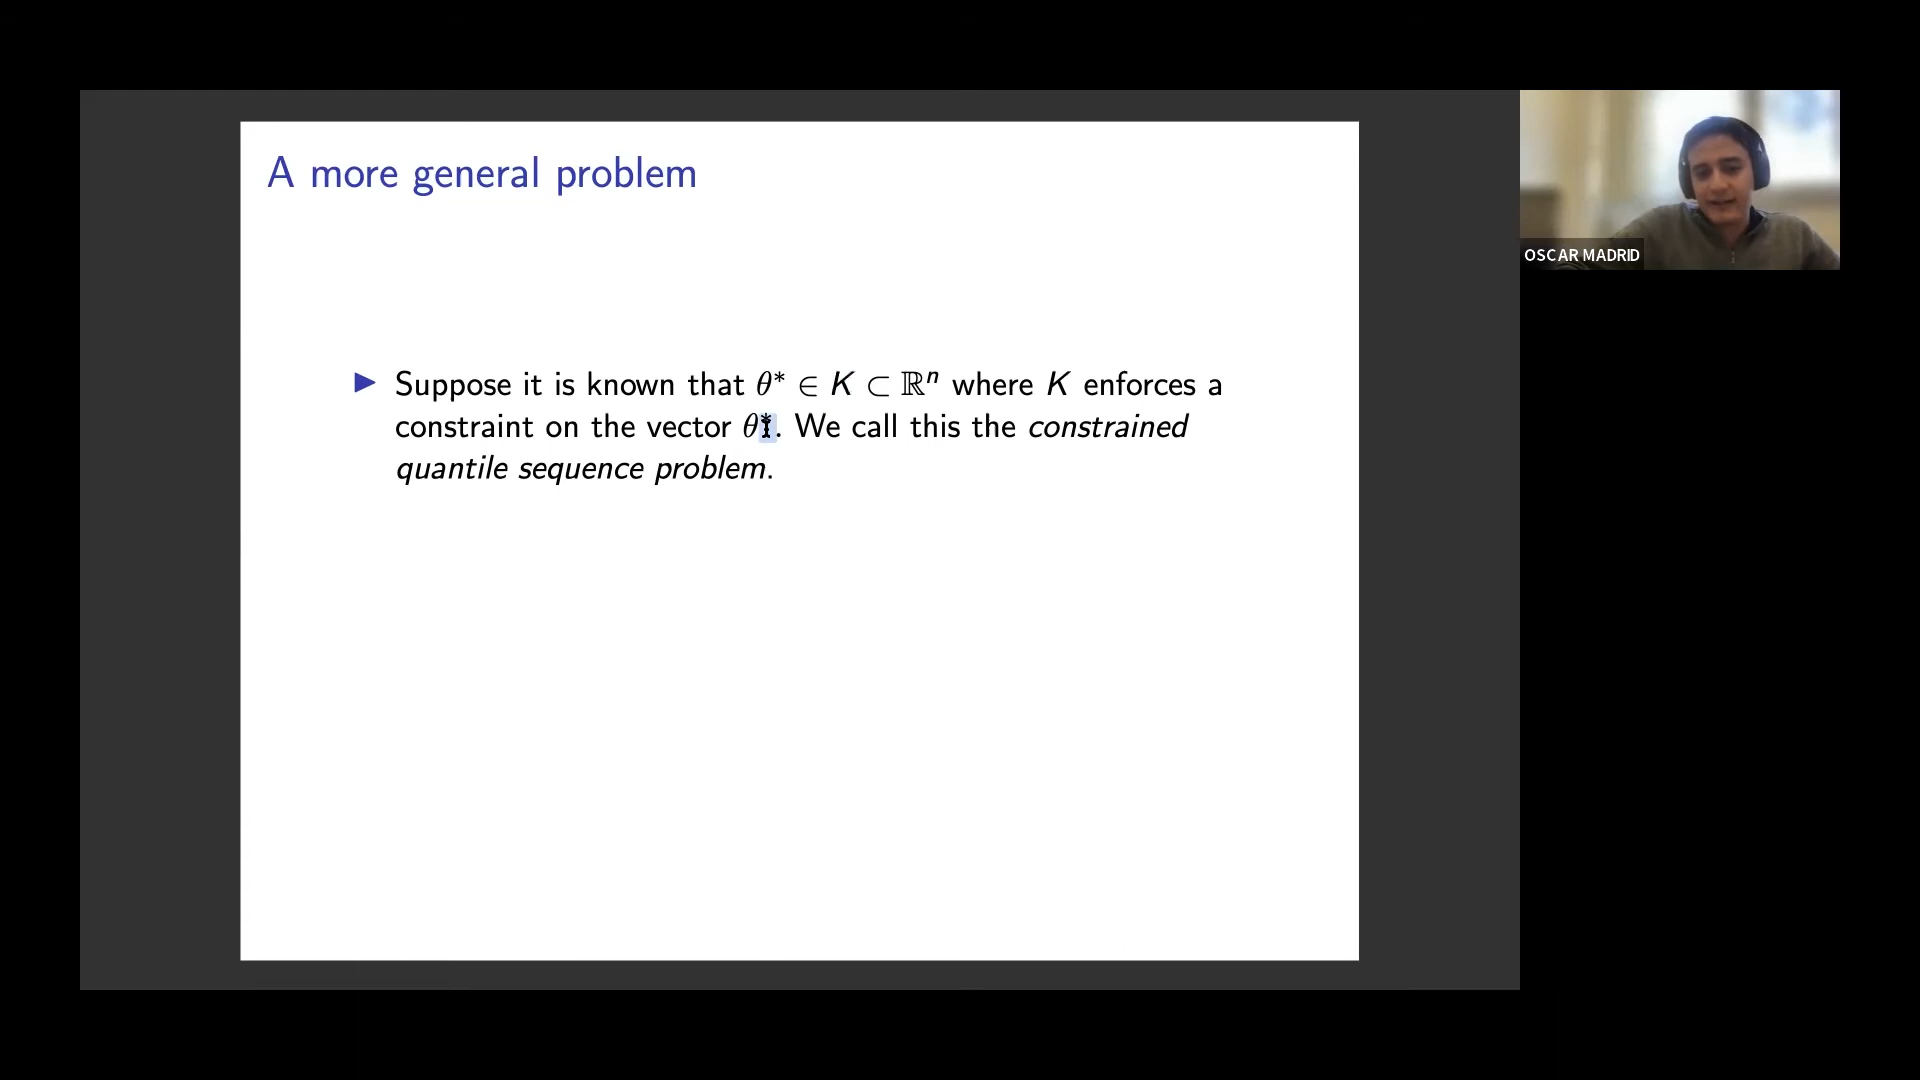 A more general problem
▶ Suppose it is known that θ* ∈ K ⊂ ℝⁿ where K enforces a
constraint on the vector θ*. We call this the constrained
quantile sequence problem.
OSCAR MADRID